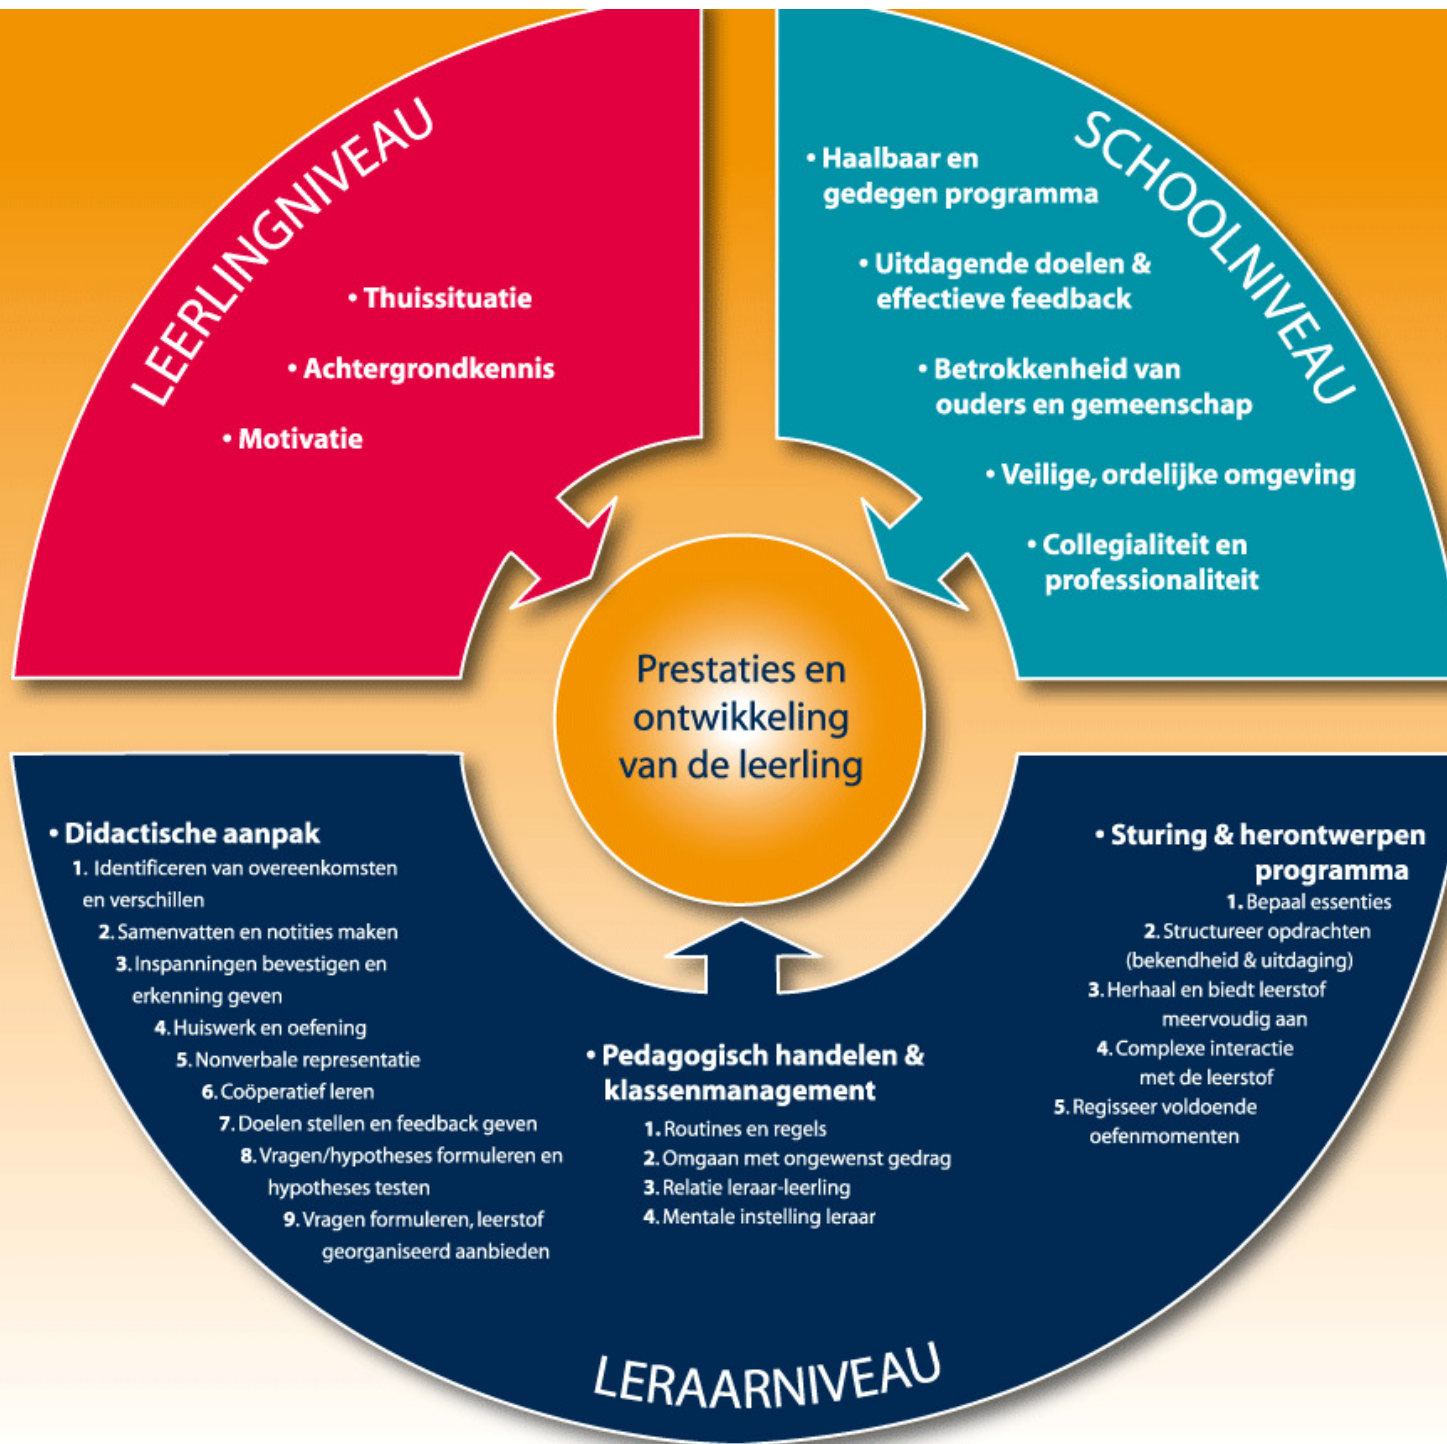 LEERLINGNIVEAU
• Thuissituatie
• Achtergrondkennis
• Motivatie
SCHOOLNIVEAU
• Haalbaar en
gedegen programma
• Uitdagende doelen &
effectieve feedback
• Betrokkenheid van
ouders en gemeenschap
• Veilige, ordelijke omgeving
• Collegialiteit en
professionaliteit
Prestaties en
ontwikkeling
van de leerling
• Didactische aanpak
1. Identificeren van overeenkomsten
en verschillen
2. Samenvatten en notities maken
3. Inspanningen bevestigen en
erkenning geven
4. Huiswerk en oefening
5. Nonverbale representatie
6. Coöperatief leren
7. Doelen stellen en feedback geven
8. Vragen/hypotheses formuleren en
hypotheses testen
9. Vragen formuleren, leerstof
georganiseerd aanbieden
• Pedagogisch handelen &
klassenmanagement
1. Routines en regels
2. Omgaan met ongewenst gedrag
3. Relatie leraar-leerling
4. Mentale instelling leraar
• Sturing & herontwerpen
programma
1. Bepaal essenties
2. Structureer opdrachten
(bekendheid & uitdaging)
3. Herhaal en biedt leerstof
meervoudig aan
4. Complexe interactie
met de leerstof
5. Regisseer voldoende
oefenmomenten
LERAARNIVEAU